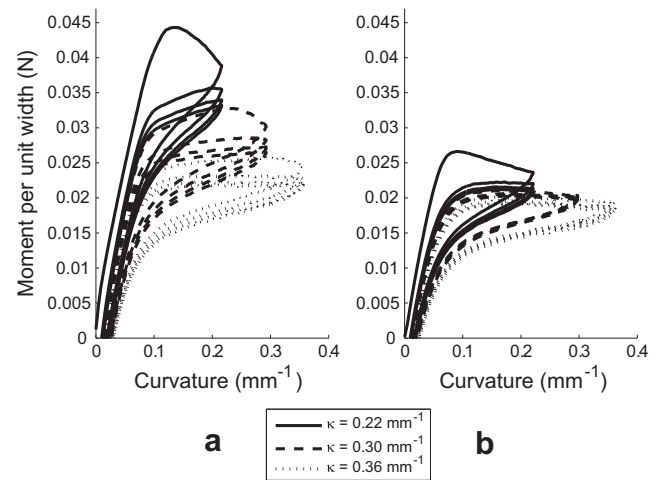 0.045
0.04
0.035
0.03
0.025
0.02
0.015
0.01
0.005
0
Moment per unit width (N)
0 0.1 0.2 0.3 0.4
Curvature (mm⁻¹)
a
0.045
0.04
0.035
0.03
0.025
0.02
0.015
0.01
0.005
0
0 0.1 0.2 0.3 0.4
Curvature (mm⁻¹)
b
κ = 0.22 mm⁻¹
κ = 0.30 mm⁻¹
κ = 0.36 mm⁻¹